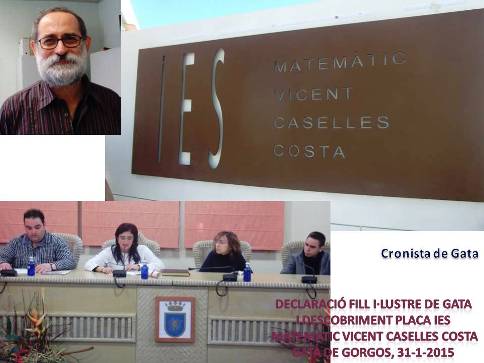 IES
MATEMÀTIC
VICENT
CASELLES
COSTA
Cronista de Gata
DECLARACIÓ FILL I·LUSTRE DE GATA
I DESCOBRIMENT PLACA IES
MATEMÀTIC VICENT CASELLES COSTA
GATA DE GORGOS, 31-1-2015